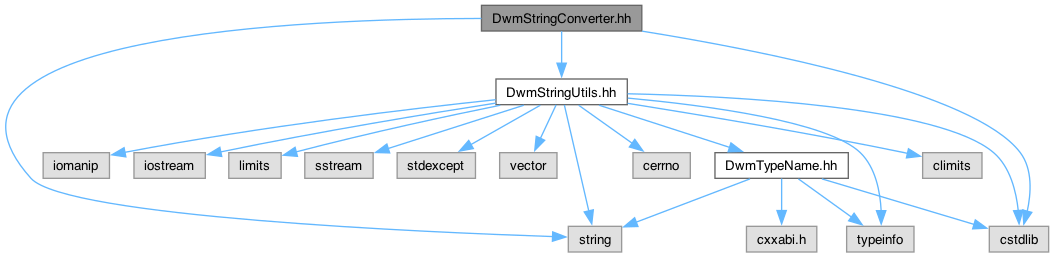 DwmStringConverter.hh
DwmStringUtils.hh
iomanip
iostream
limits
sstream
stdexcept
vector
cerrno
DwmTypeName.hh
climits
string
cxxabi.h
typeinfo
cstdlib